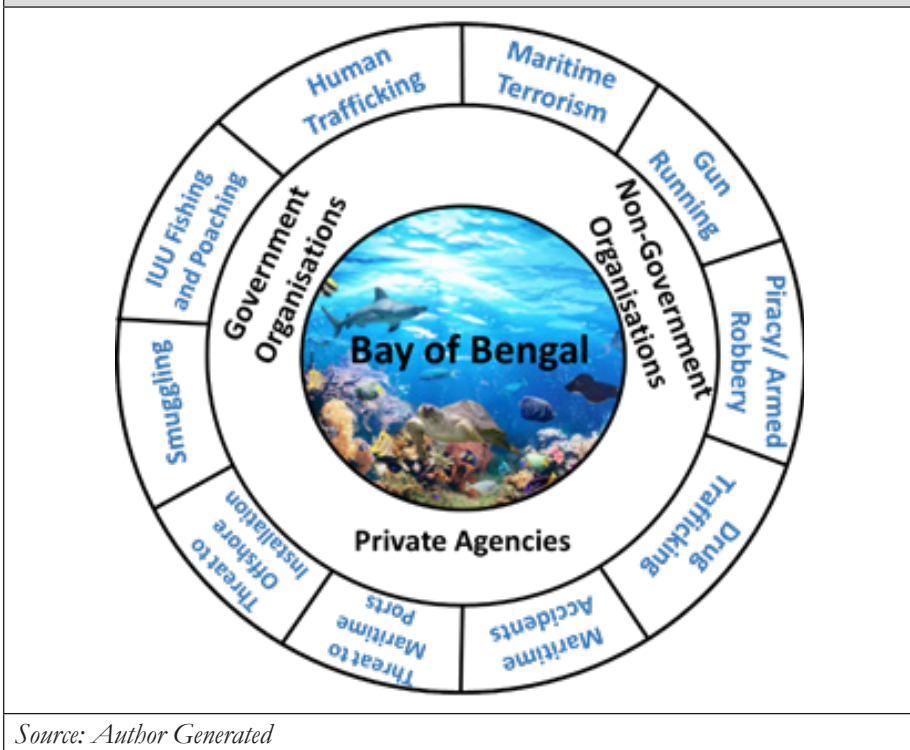 Human
Trafficking
Maritime
Terrorism
Gun
Running
Piracy/ Armed
Robbery
Drug
Trafficking
Maritime
Accidents
Threat to
Maritime
Ports
Threat to
Offshore
Installation
Smuggling
IUU Fishing
and Poaching
Government
Organisations
Non-Government
Organisations
Private Agencies
Bay of Bengal
Source: Author Generated